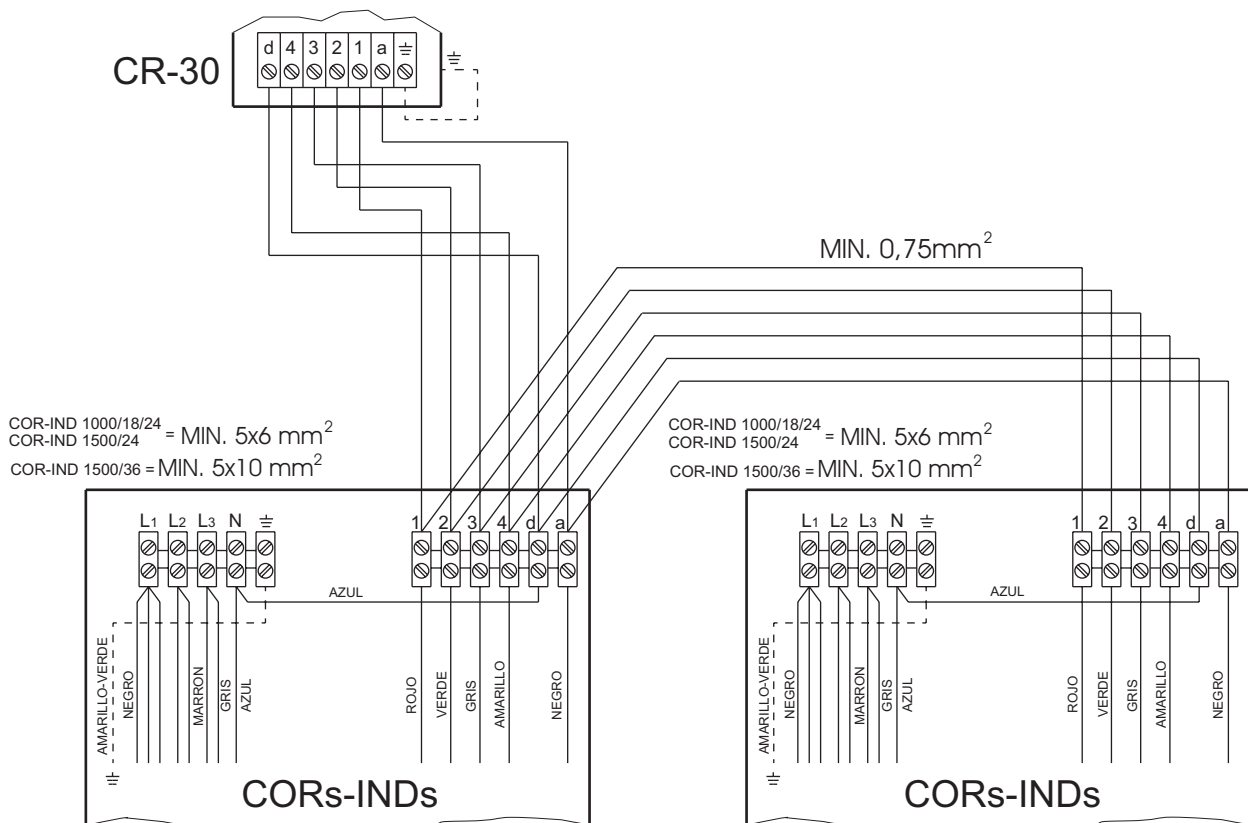 d 4 3 2 1 a
CR-30
MIN. 0,75mm²
COR-IND 1000/18/24
COR-IND 1500/24 = MIN. 5x6 mm²
COR-IND 1500/36 = MIN. 5x10 mm²
COR-IND 1000/18/24
COR-IND 1500/24 = MIN. 5x6 mm²
COR-IND 1500/36 = MIN. 5x10 mm²
L1 L2 L3 N
1 2 3 4 d a
L1 L2 L3 N
1 2 3 4 d a
AZUL
AZUL
AMARILLO-VERDE
NEGRO
MARRON
GRIS
AZUL
ROJO
VERDE
GRIS
AMARILLO
NEGRO
AMARILLO-VERDE
NEGRO
MARRON
GRIS
AZUL
ROJO
VERDE
GRIS
AMARILLO
NEGRO
CORs-INDs
CORs-INDs